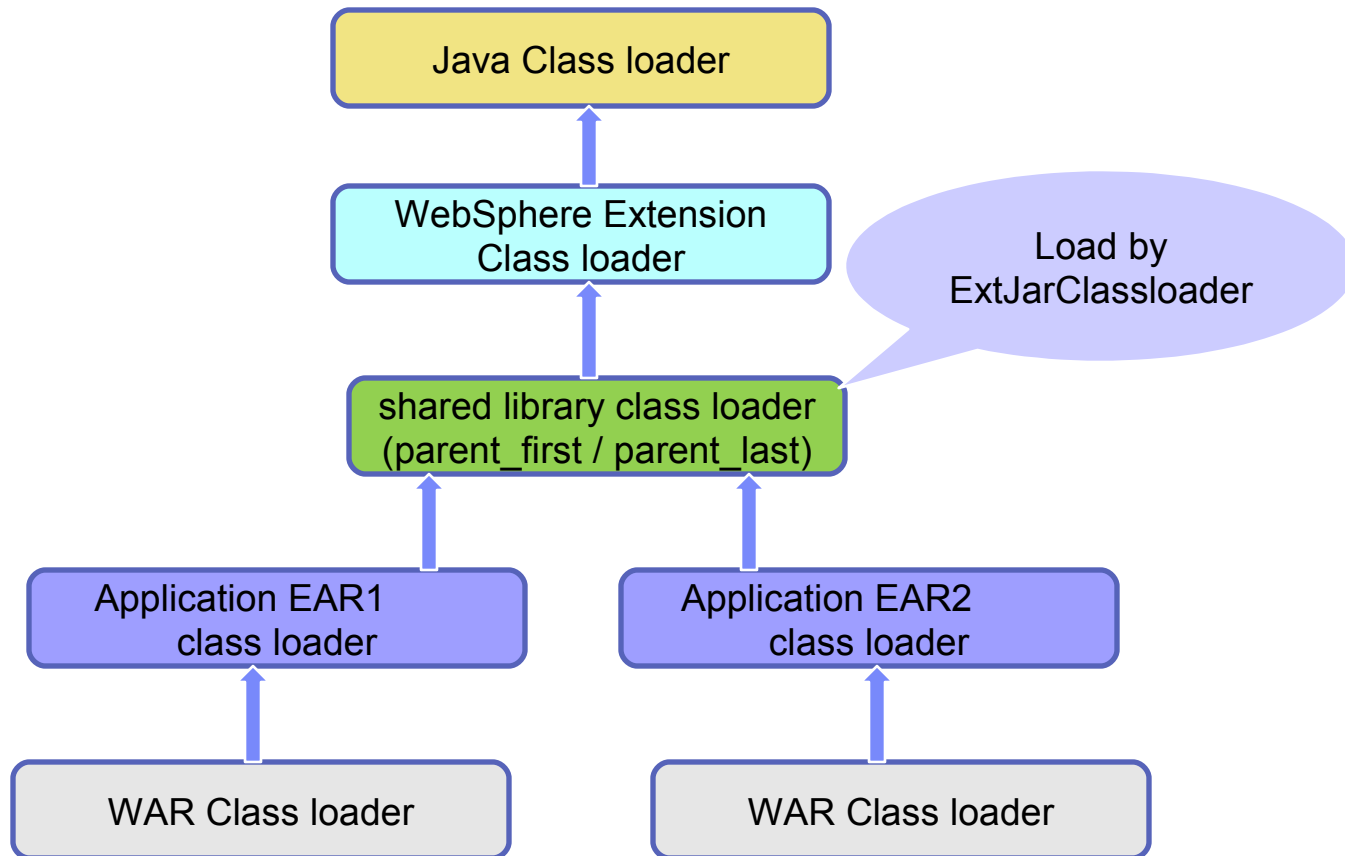 Java Class loader
WebSphere Extension
Class loader
Load by
ExtJarClassloader
shared library class loader
(parent_first / parent_last)
Application EAR1
class loader
Application EAR2
class loader
WAR Class loader
WAR Class loader